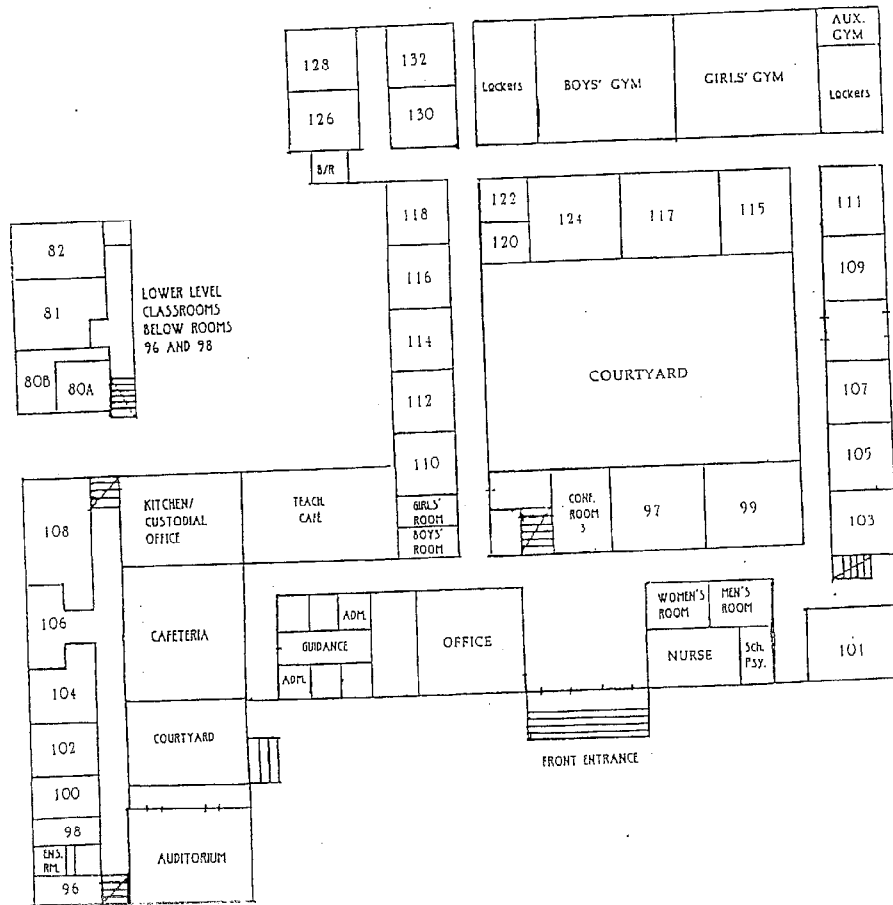 AUX.
GYM
128
132
Lockers
BOYS' GYM
GIRLS' GYM
Lockers
126
130
B/R
118
122
124
117
115
111
120
82
116
109
81
LOWER LEVEL
CLASSROOMS
BELOW ROOMS
96 AND 98
114
COURTYARD
80B
80A
112
107
110
105
KITCHEN/
CUSTODIAL
OFFICE
TEACH.
CAFE
GIRLS'
ROOM
BOYS'
ROOM
CONF.
ROOM
3
97
99
103
108
106
CAFETERIA
ADM.
GUIDANCE
ADM.
OFFICE
WOMEN'S
ROOM
MEN'S
ROOM
NURSE
Sch.
Psy.
101
104
102
COURTYARD
FRONT ENTRANCE
100
98
ENS.
RM.
AUDITORIUM
96